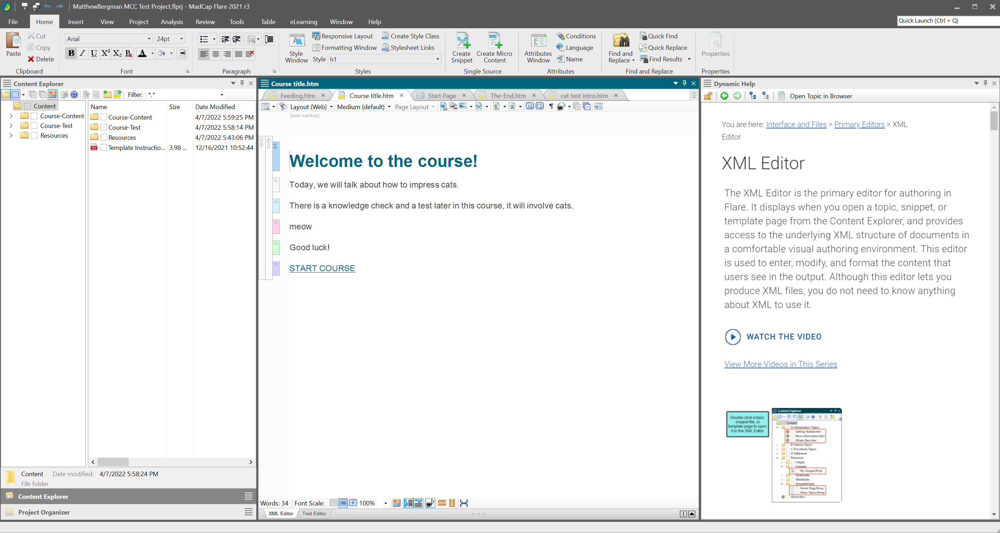 MatthewBergman MCC Test Project.flprj - MadCap Flare 2021 r3
File Home Insert View Project Analysis Review Tools Table eLearning Window Help
Quick Launch (Ctrl + Q)
Paste
Cut
Copy
Delete
Clipboard
Arial 24pt
B I U X² X₂ B A
Font
Paragraph
Style Window
Responsive Layout
Formatting Window
Create Style Class
Stylesheet Links
Style h1
Styles
Create Snippet
Create Micro Content
Single Source
Attributes Window
Conditions
Language
Name
Attributes
Find and Replace
Quick Find
Quick Replace
Find Results
Find and Replace
Properties
Properties
Content Explorer
Filter: *.*
Content
Course-Content
Course-Test
Resources
Name Size Date Modified
Course-Content 4/7/2022 5:59:25 PM
Course-Test 4/7/2022 5:58:14 PM
Resources 4/7/2022 5:43:06 PM
PDF Template Instructio... 3.98 ... 12/16/2021 10:52:44
Content Date modified: 4/7/2022 5:58:24 PM
File folder
Content Explorer
Project Organizer
Course title.htm
Feeding.htm Course title.htm Start Page The-End.htm cat test intro.htm
Layout (Web) Medium (default) Page Layout
(text markup)
html
body
h1
Welcome to the course!
p
Today, we will talk about how to impress cats.
p
There is a knowledge check and a test later in this course, it will involve cats.
p
meow
p
Good luck!
p
START COURSE
Words: 34 Font Scale: 100 100%
XML Editor Text Editor
Dynamic Help
Open Topic in Browser
You are here: Interface and Files > Primary Editors > XML
Editor
XML Editor
The XML Editor is the primary editor for authoring in
Flare. It displays when you open a topic, snippet, or
template page from the Content Explorer, and provides
access to the underlying XML structure of documents in
a comfortable visual authoring environment. This editor
is used to enter, modify, and format the content that
users see in the output. Although this editor lets you
produce XML files, you do not need to know anything
about XML to use it.
WATCH THE VIDEO
View More Videos in This Series
Double-click a topic,
snippet file, or
template page to open
it in the XML Editor.
Content Explorer
Content
A-Introduction-Topics
Getting-Started.htm
More-Information.htm
Whats-New.htm
B-Feature-Topics
C-Procedure-Topics
D-Reference
Resources
Images
Snippets
My-Snippet.flsnp
Stylesheets
TableStyles
TemplatePages
Home-Page.flmsp
Other-Topics.flmsp
Home.htm